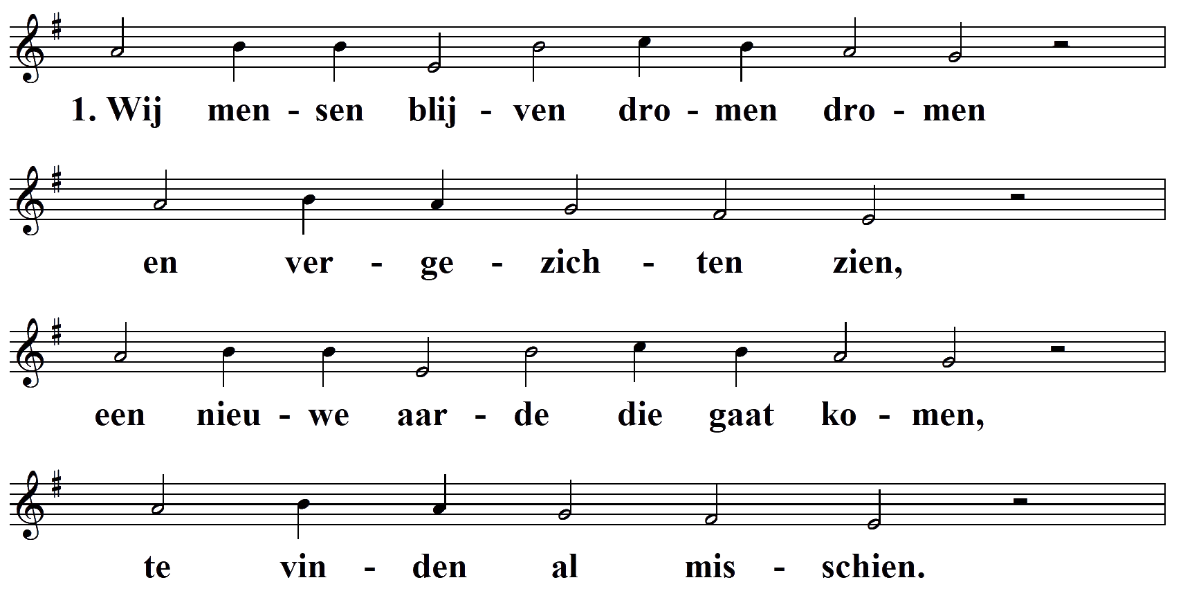 1. Wij men - sen blij - ven dro - men dro - men
en ver - ge - zich - ten zien,
een nieu - we aar - de die gaat ko - men,
te vin - den al mis - schien.